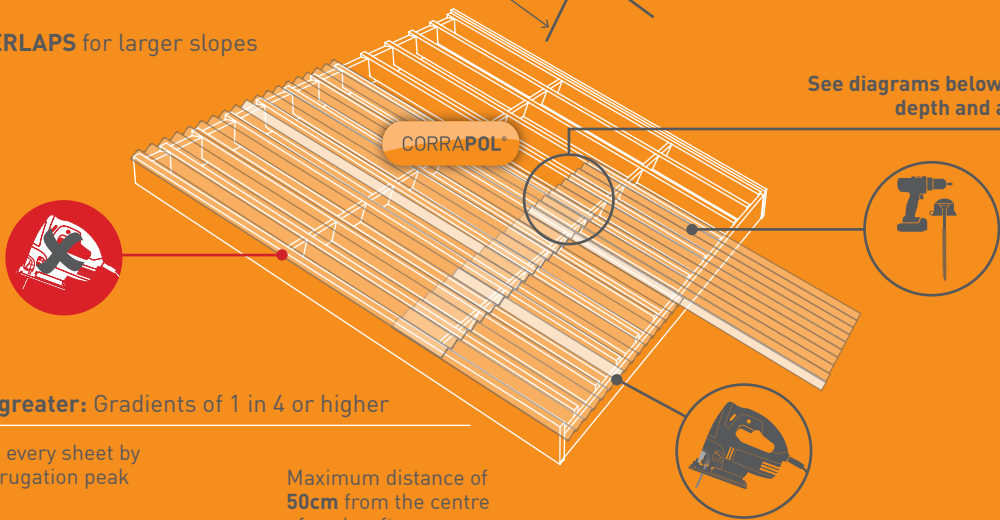 ERLAPS for larger slopes
See diagrams below
depth and a
CORRAPOL®
greater: Gradients of 1 in 4 or higher
every sheet by
rugation peak
Maximum distance of
50cm from the centre